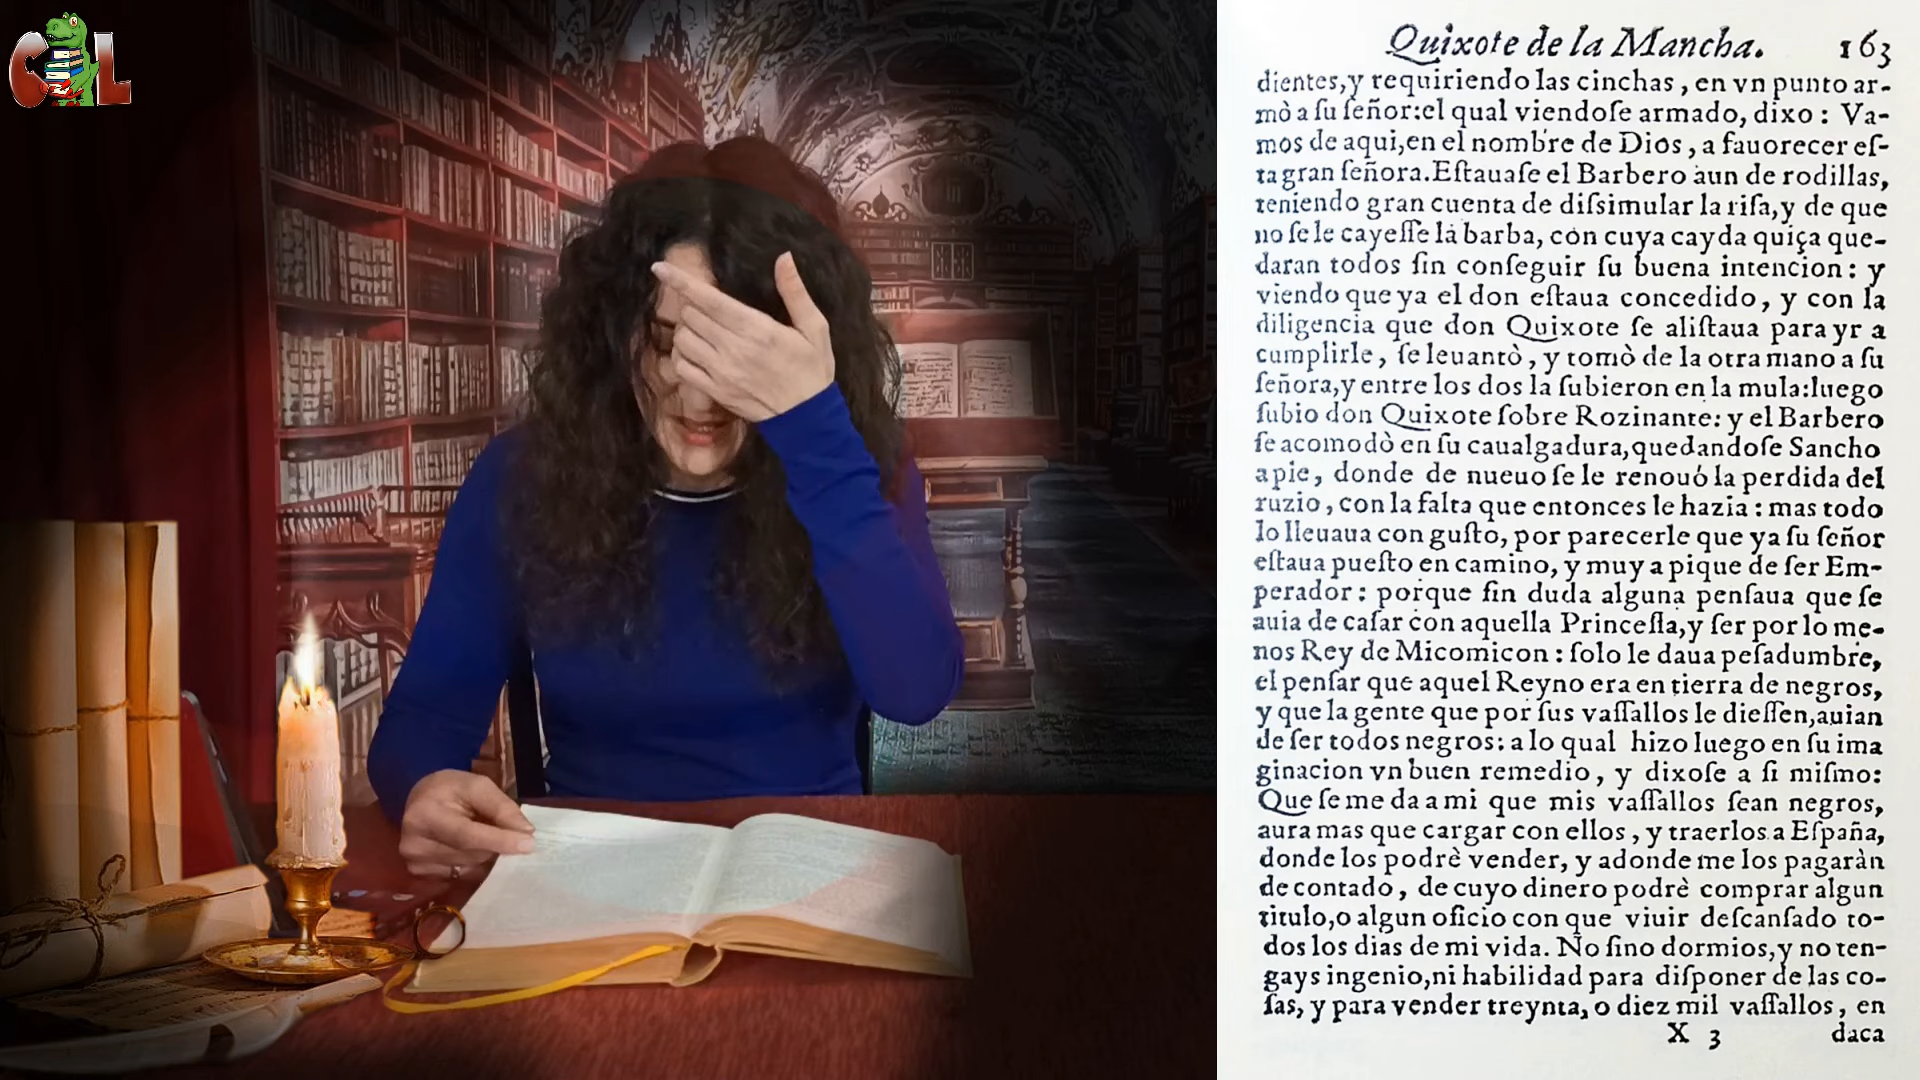 CL
Quixote de la Mancha. 163
dientes,y requiriendo las cinchas, en vn punto ar-
mò a ſu ſeñor:el qual viendoſe armado, dixo: Va-
mos de aqui,en el nombre de Dios, a fauorecer eſ-
ta gran ſeñora.Eſtauaſe el Barbero aun de rodillas,
teniendo gran cuenta de diſsimular la riſa,y de que
no ſe le cayeſſe la barba, con cuya cayda quiça que-
daran todos ſin conſeguir ſu buena intencion: y
viendo que ya el don eſtaua concedido, y con la
diligencia que don Quixote ſe aliſtaua para yr a
cumplirle, ſe leuantò, y tomò de la otra mano a ſu
ſeñora,y entre los dos la ſubieron en la mula:luego
ſubio don Quixote ſobre Rozinante: y el Barbero
ſe acomodò en ſu caualgadura,quedandoſe Sancho
a pie, donde de nueuo ſe le renouó la perdida del
ruzio, con la falta que entonces le hazia: mas todo
lo lleuaua con guſto, por parecerle que ya ſu ſeñor
eſtaua pueſto en camino, y muy a pique de ſer Em-
perador: porque ſin duda alguna penſaua que ſe
auia de caſar con aquella Princeſſa,y ſer por lo me-
nos Rey de Micomicon: ſolo le daua peſadumbre,
el penſar que aquel Reyno era en tierra de negros,
y que la gente que por ſus vaſſallos le dieſſen,auian
de ſer todos negros: a lo qual hizo luego en ſu ima
ginacion vn buen remedio, y dixoſe a ſi miſmo:
Que ſe me da a mi que mis vaſſallos ſean negros,
aura mas que cargar con ellos, y traerlos a Eſpaña,
donde los podrè vender, y adonde me los pagaràn
de contado, de cuyo dinero podrè comprar algun
titulo,o algun oficio con que viuir deſcanſado to-
dos los dias de mi vida. No ſino dormios,y no ten-
gays ingenio,ni habilidad para diſponer de las co-
ſas, y para vender treynta, o diez mil vaſſallos, en
X 3 daca